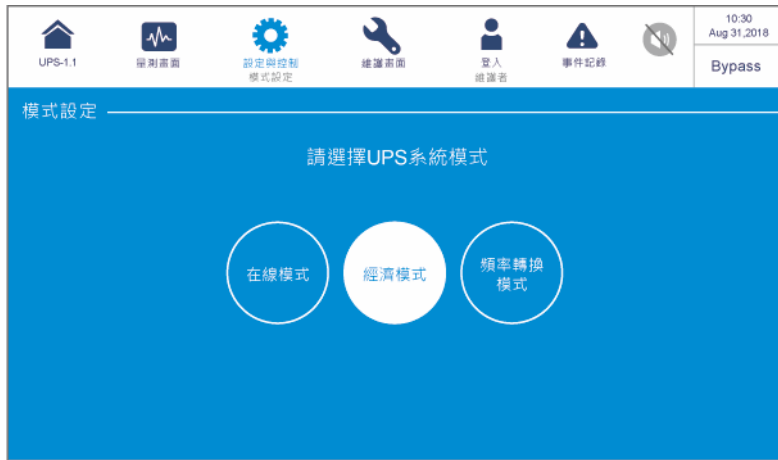 UPS-1.1
量測畫面
設定與控制
模式設定
維護畫面
登入
維護者
事件記錄
10:30
Aug 31,2018
Bypass
模式設定
請選擇UPS系統模式
在線模式
經濟模式
頻率轉換
模式